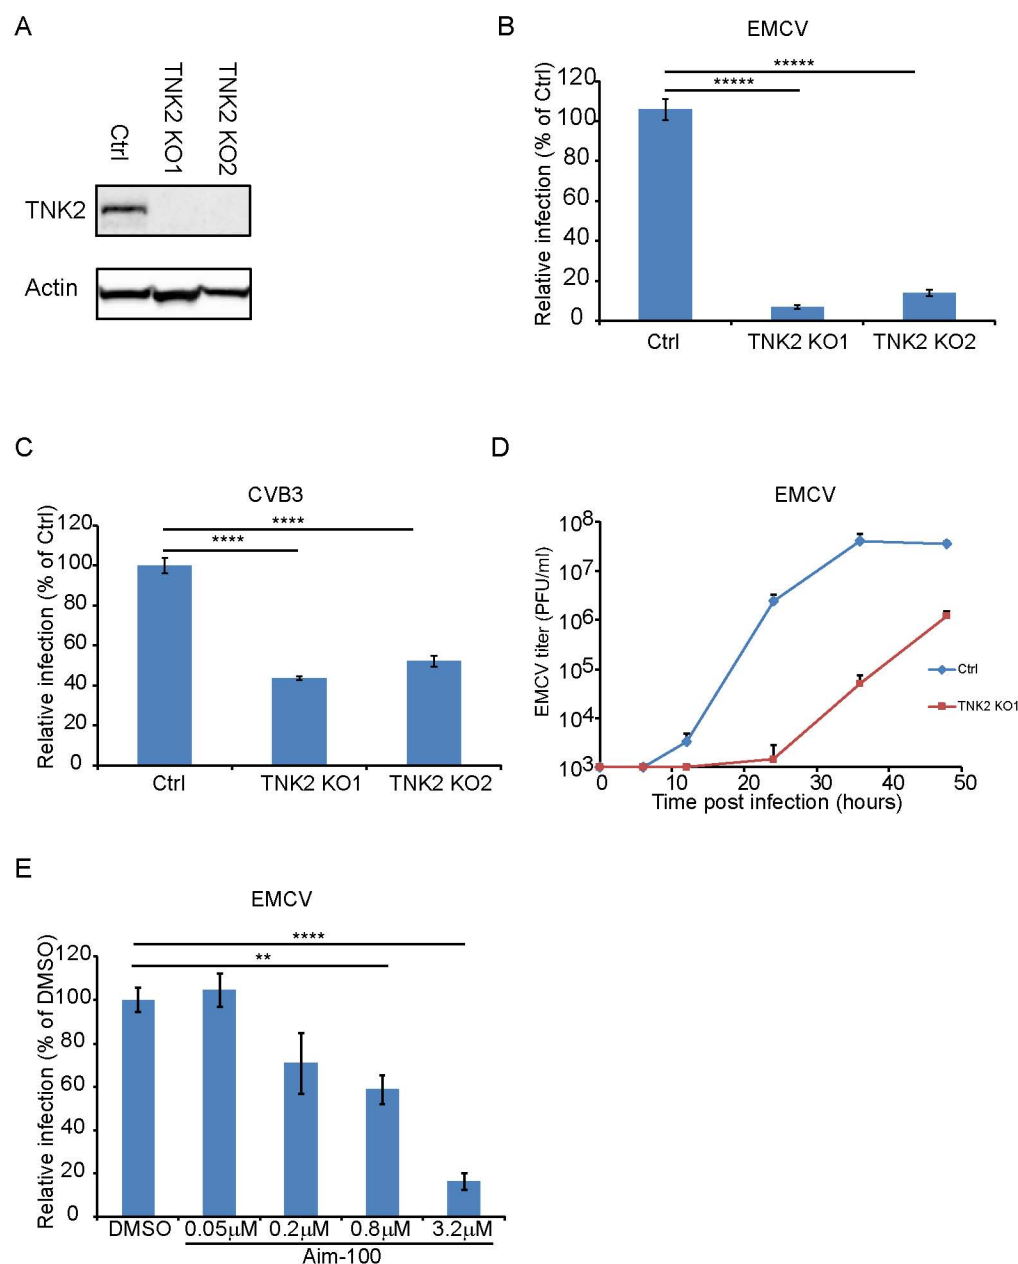 A
Ctrl
TNK2 KO1
TNK2 KO2
TNK2
Actin
B
EMCV
*****
*****
Relative infection (% of Ctrl)
120
100
80
60
40
20
0
Ctrl
TNK2 KO1
TNK2 KO2
C
CVB3
****
****
Relative infection (% of Ctrl)
120
100
80
60
40
20
0
Ctrl
TNK2 KO1
TNK2 KO2
D
EMCV
EMCV titer (PFU/ml)
10⁸
10⁷
10⁶
10⁵
10⁴
10³
0
10
20
30
40
50
Time post infection (hours)
Ctrl
TNK2 KO1
E
EMCV
****
**
Relative infection (% of DMSO)
120
100
80
60
40
20
0
DMSO
0.05μM
0.2μM
0.8μM
3.2μM
Aim-100